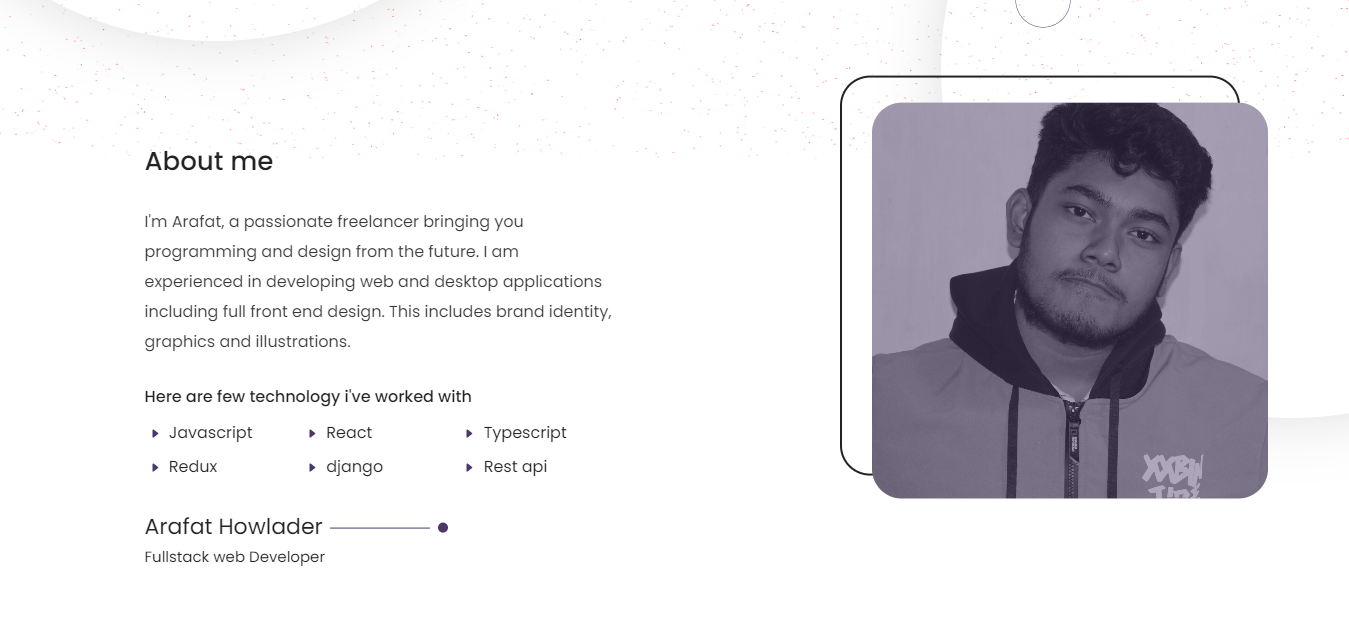 About me
I'm Arafat, a passionate freelancer bringing you
programming and design from the future. I am
experienced in developing web and desktop applications
including full front end design. This includes brand identity,
graphics and illustrations.
Here are few technology i've worked with
Javascript React Typescript
Redux django Rest api
Arafat Howlader
Fullstack web Developer